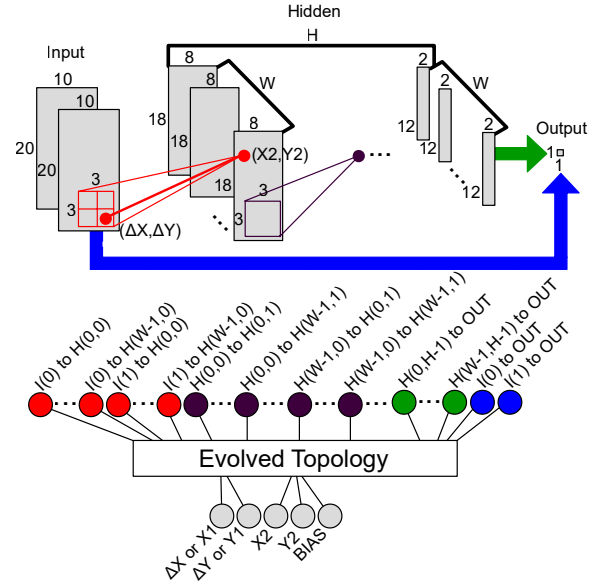 Hidden
H
Input
10
10
20
20
3
3
(ΔX,ΔY)
8
8
8
W
18
18
18
(X2,Y2)
3
3
2
2
2
W
12
12
12
Output
1
1
I(0) to H(0,0)
I(0) to H(W-1,0)
I(1) to H(0,0)
I(1) to H(W-1,0)
H(0,0) to H(0,1)
H(0,0) to H(W-1,1)
H(W-1,0) to H(0,1)
H(W-1,0) to H(W-1,1)
H(0,H-1) to OUT
H(W-1,H-1) to OUT
I(0) to OUT
I(1) to OUT
Evolved Topology
ΔX or X1
ΔY or Y1
X2
Y2
BIAS